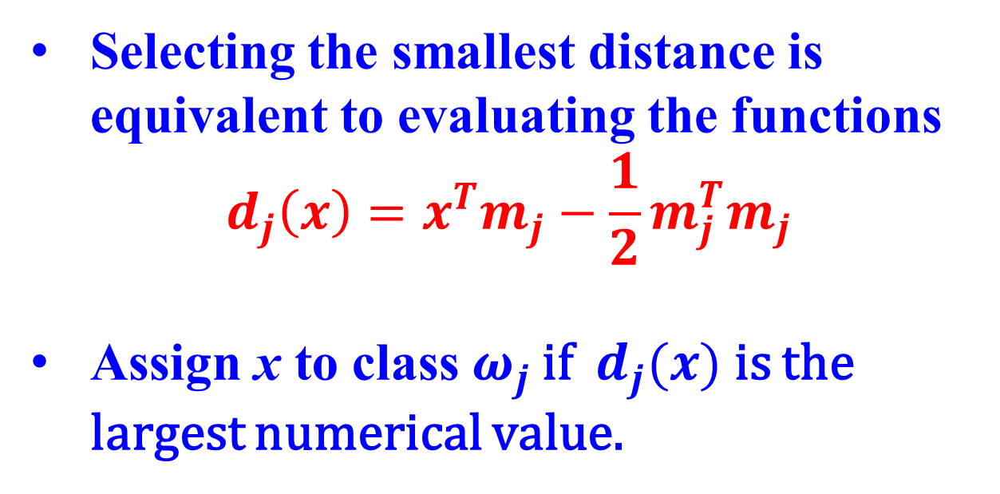 • Selecting the smallest distance is
equivalent to evaluating the functions
d_j(x) = x^T m_j − \frac{1}{2} m_j^T m_j
• Assign x to class ω_j if d_j(x) is the
largest numerical value.